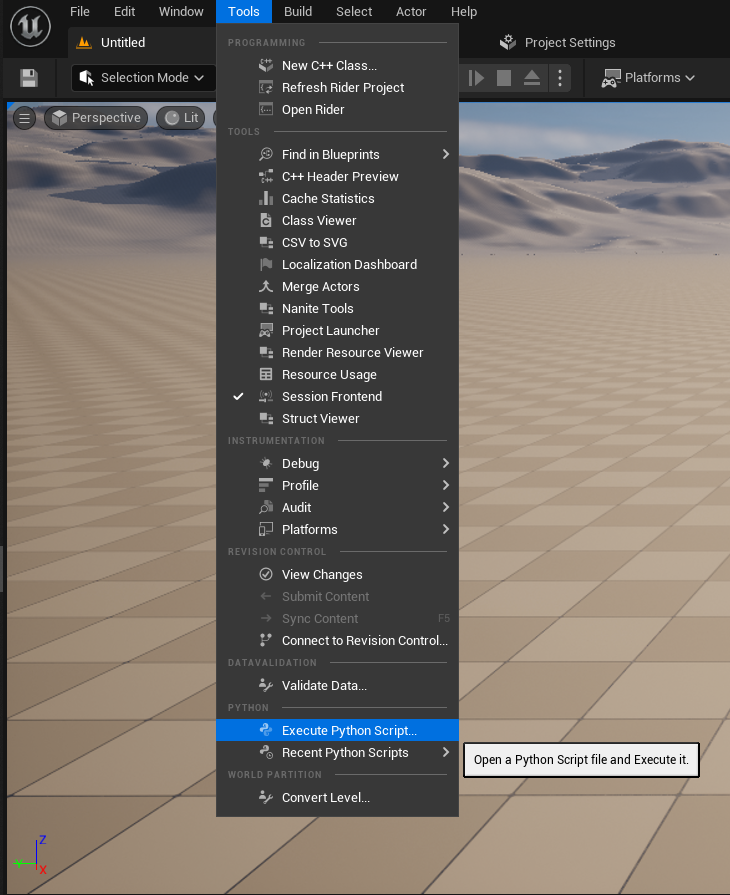 File Edit Window Tools Build Select Actor Help
Untitled
Project Settings
Selection Mode
Platforms
Perspective
Lit
PROGRAMMING
New C++ Class...
Refresh Rider Project
Open Rider
TOOLS
Find in Blueprints
C++ Header Preview
Cache Statistics
Class Viewer
CSV to SVG
Localization Dashboard
Merge Actors
Nanite Tools
Project Launcher
Render Resource Viewer
Resource Usage
Session Frontend
Struct Viewer
INSTRUMENTATION
Debug
Profile
Audit
Platforms
REVISION CONTROL
View Changes
Submit Content
Sync Content F5
Connect to Revision Control...
DATAVALIDATION
Validate Data...
PYTHON
Execute Python Script...
Recent Python Scripts
Open a Python Script file and Execute it.
WORLD PARTITION
Convert Level...
Z
Y
X